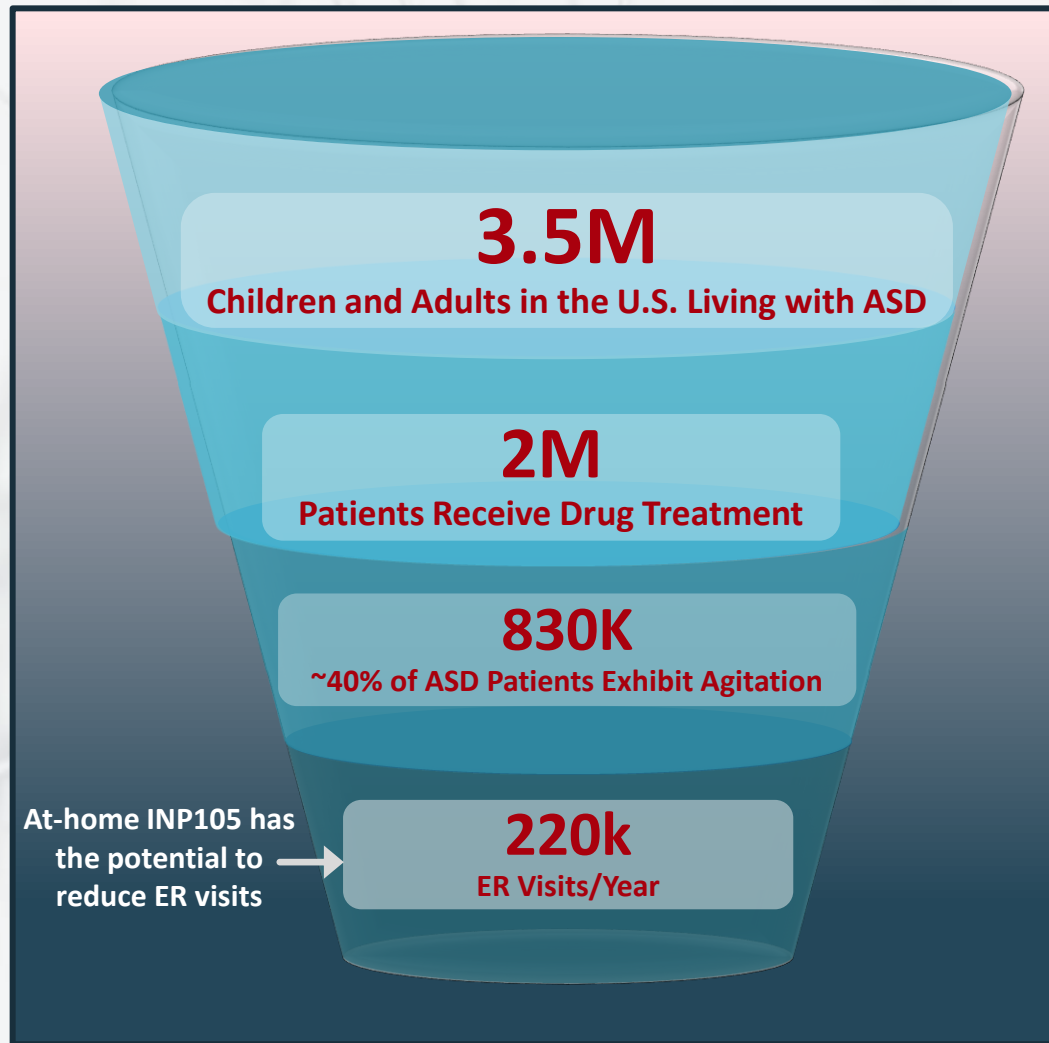 3.5M
Children and Adults in the U.S. Living with ASD
2M
Patients Receive Drug Treatment
830K
~40% of ASD Patients Exhibit Agitation
At-home INP105 has
the potential to
reduce ER visits
220k
ER Visits/Year